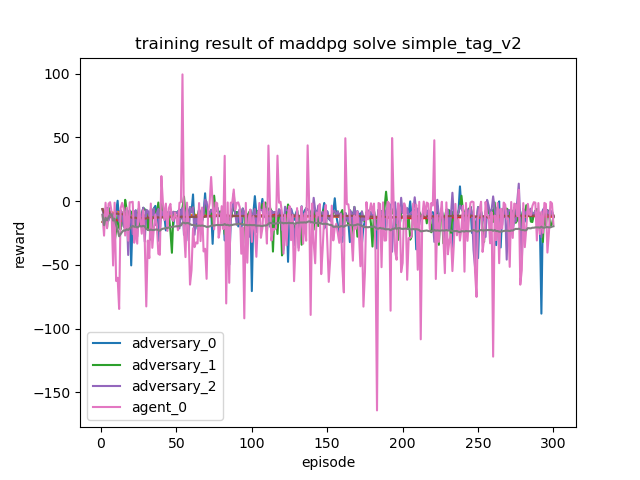 training result of maddpg solve simple_tag_v2
100
50
0
−50
−100
−150
reward
adversary_0
adversary_1
adversary_2
agent_0
0 50 100 150 200 250 300
episode